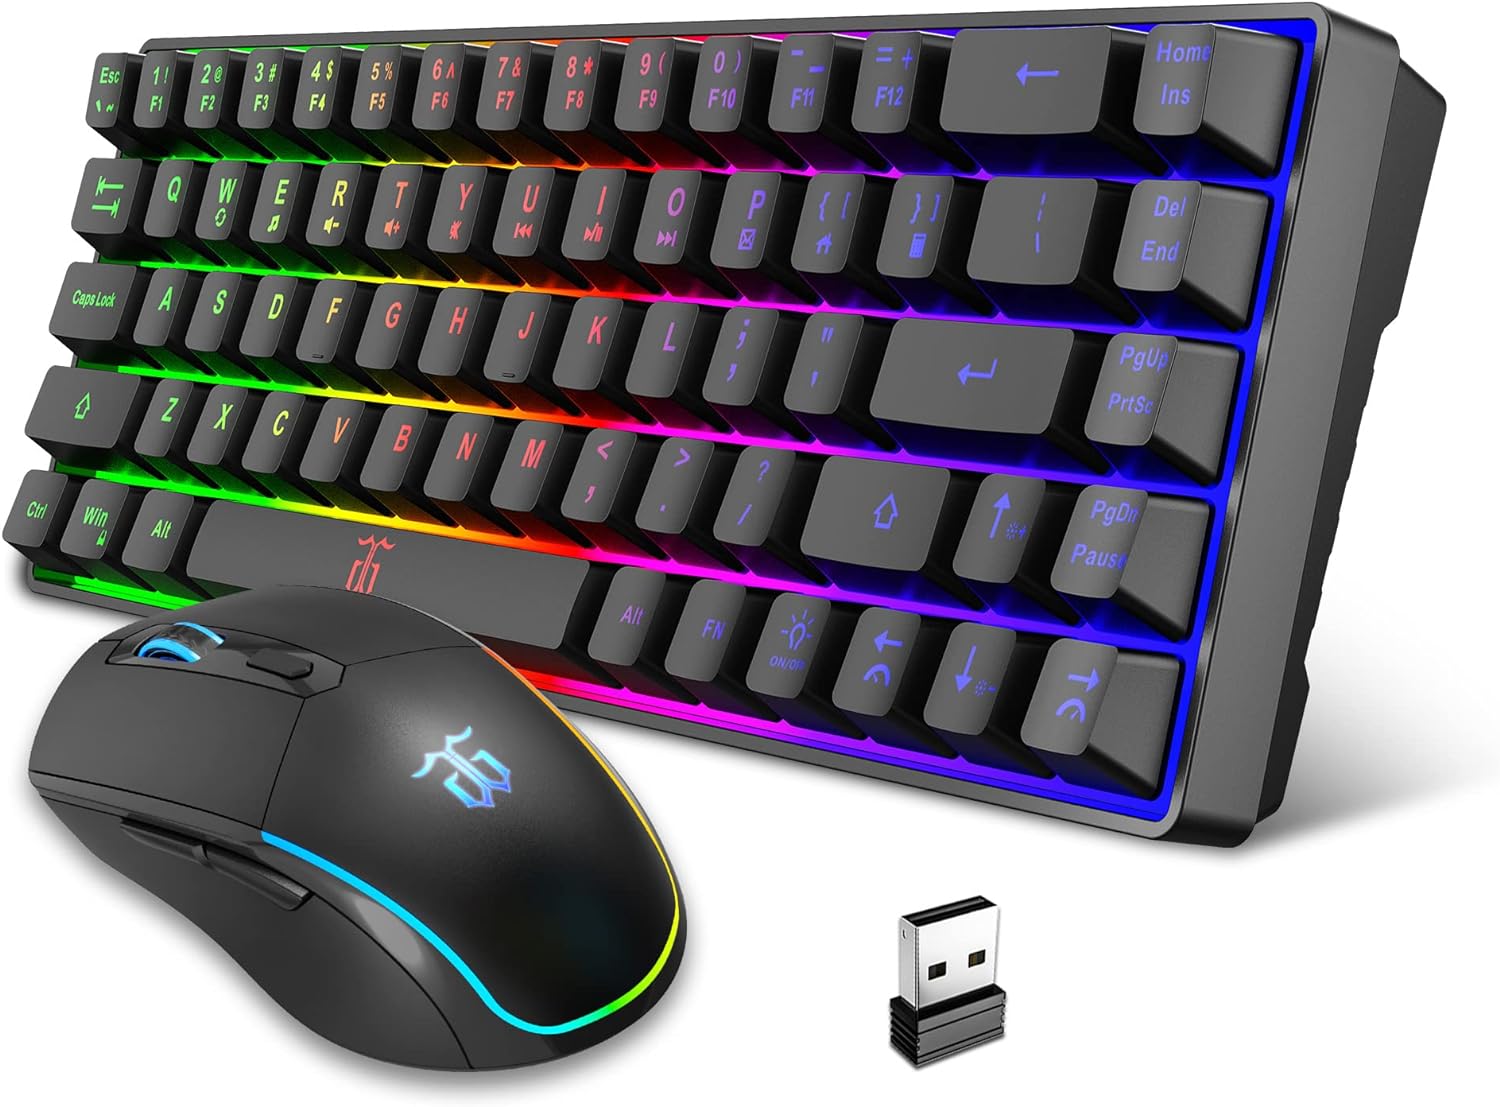 Esc 1 ! 2 @ 3 # 4 $ 5 % 6 ^ 7 & 8 * 9 ( 0 ) - _ = + ← Home
` ~ F1 F2 F3 F4 F5 F6 F7 F8 F9 F10 F11 F12 Ins
Q W E R T Y U I O P { [ } ] ¦ Del
\ End
Caps Lock A S D F G H J K L : " PgUp
; ' PrtSc
Z X C V B N M < > ? PgDn
, . / Pause
Ctrl Win Alt Alt FN
ON/OFF